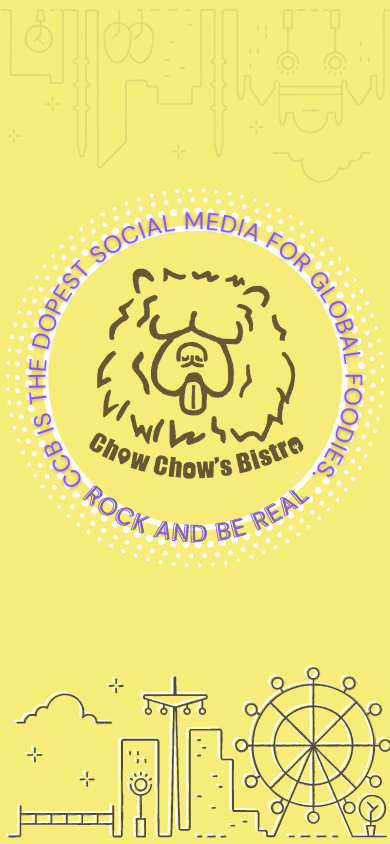 CCB IS THE DOPEST SOCIAL MEDIA FOR GLOBAL FOODIES.
Chow Chow's Bistro
ROCK AND BE REAL